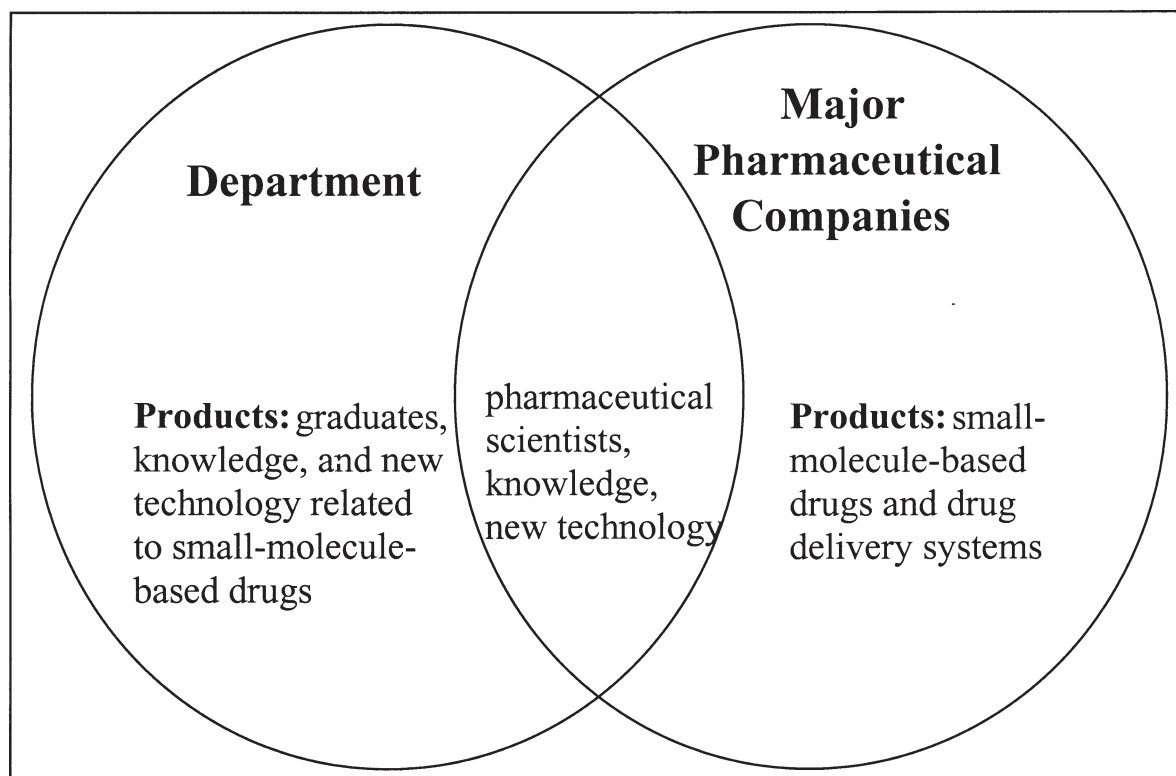 Department
Major
Pharmaceutical
Companies
Products: graduates,
knowledge, and new
technology related
to small-molecule-
based drugs
pharmaceutical
scientists,
knowledge,
new technology
Products: small-
molecule-based
drugs and drug
delivery systems